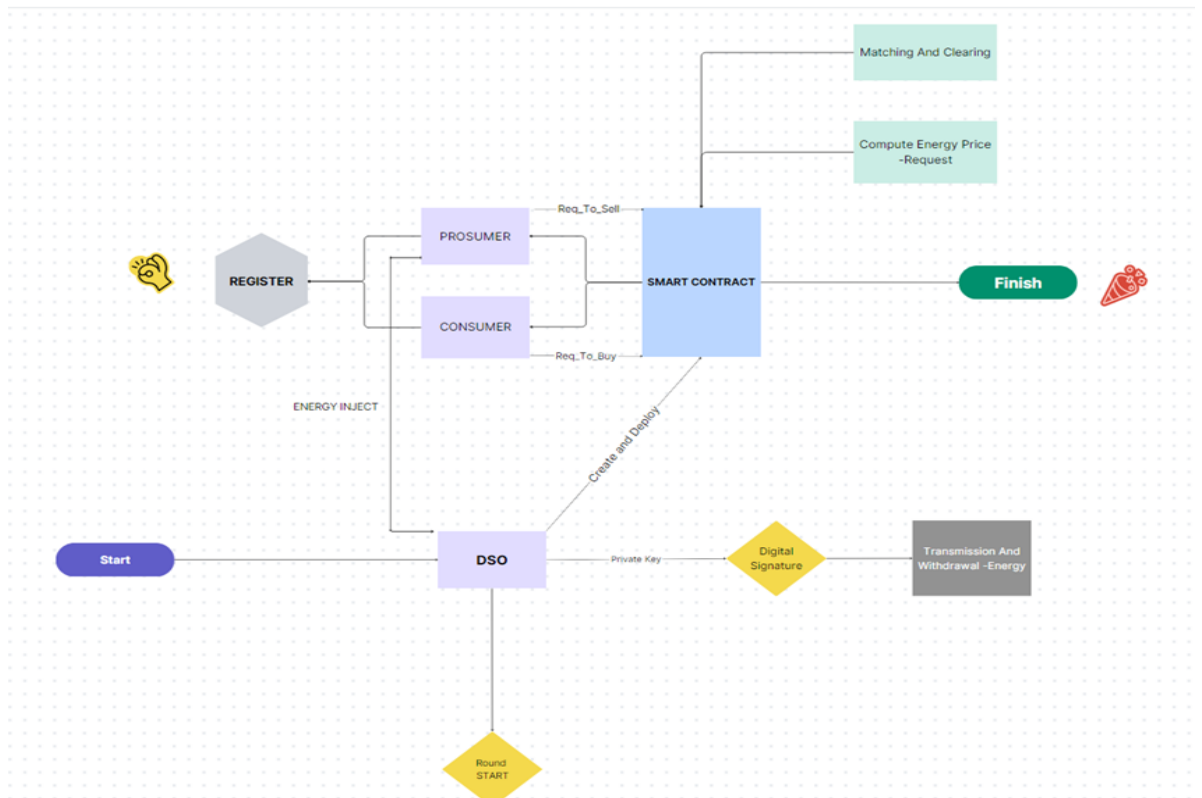 Matching And Clearing
Compute Energy Price
-Request
Req_To_Sell
PROSUMER
REGISTER
SMART CONTRACT
Finish
CONSUMER
Req_To_Buy
ENERGY INJECT
Create and Deploy
Start
DSO
Private Key
Digital
Signature
Transmission And
Withdrawal -Energy
Round
START